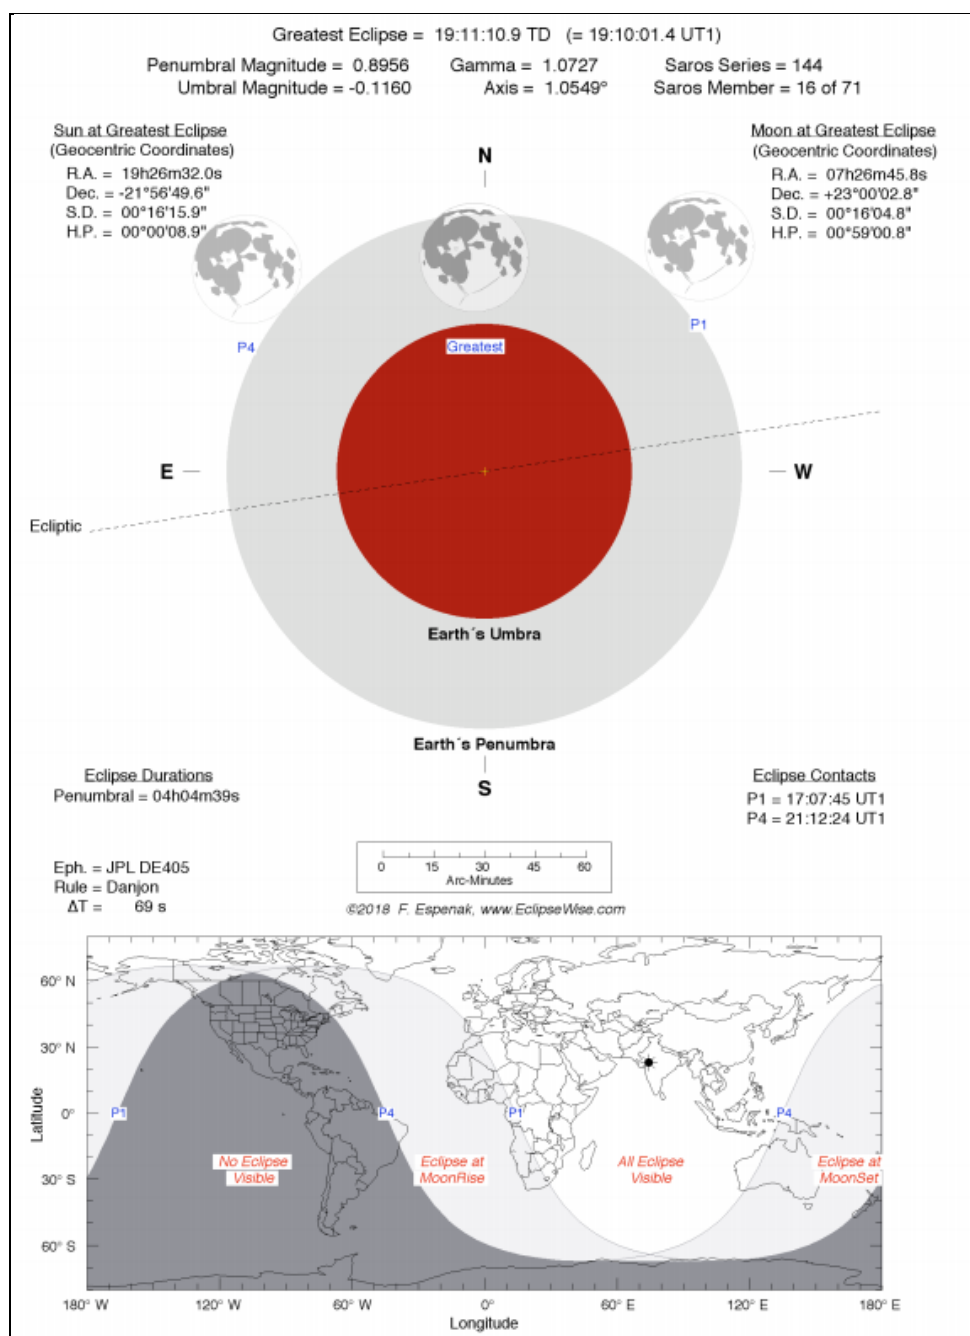 Greatest Eclipse = 19:11:10.9 TD (= 19:10:01.4 UT1)
Penumbral Magnitude = 0.8956 Gamma = 1.0727 Saros Series = 144
Umbral Magnitude = -0.1160 Axis = 1.0549° Saros Member = 16 of 71
Sun at Greatest Eclipse
(Geocentric Coordinates)
R.A. = 19h26m32.0s
Dec. = -21°56'49.6"
S.D. = 00°16'15.9"
H.P. = 00°00'08.9"
N
Moon at Greatest Eclipse
(Geocentric Coordinates)
R.A. = 07h26m45.8s
Dec. = +23°00'02.8"
S.D. = 00°16'04.8"
H.P. = 00°59'00.8"
P4
Greatest
P1
E
W
Ecliptic
Earth´s Umbra
Earth´s Penumbra
S
Eclipse Durations
Penumbral = 04h04m39s
Eclipse Contacts
P1 = 17:07:45 UT1
P4 = 21:12:24 UT1
Eph. = JPL DE405
Rule = Danjon
ΔT = 69 s
0 15 30 45 60
Arc-Minutes
©2018 F. Espenak, www.EclipseWise.com
Latitude
60° N
30° N
0°
30° S
60° S
P1
P4
P1
P4
No Eclipse
Visible
Eclipse at
MoonRise
All Eclipse
Visible
Eclipse at
MoonSet
180° W 120° W 60° W 0° 60° E 120° E 180° E
Longitude